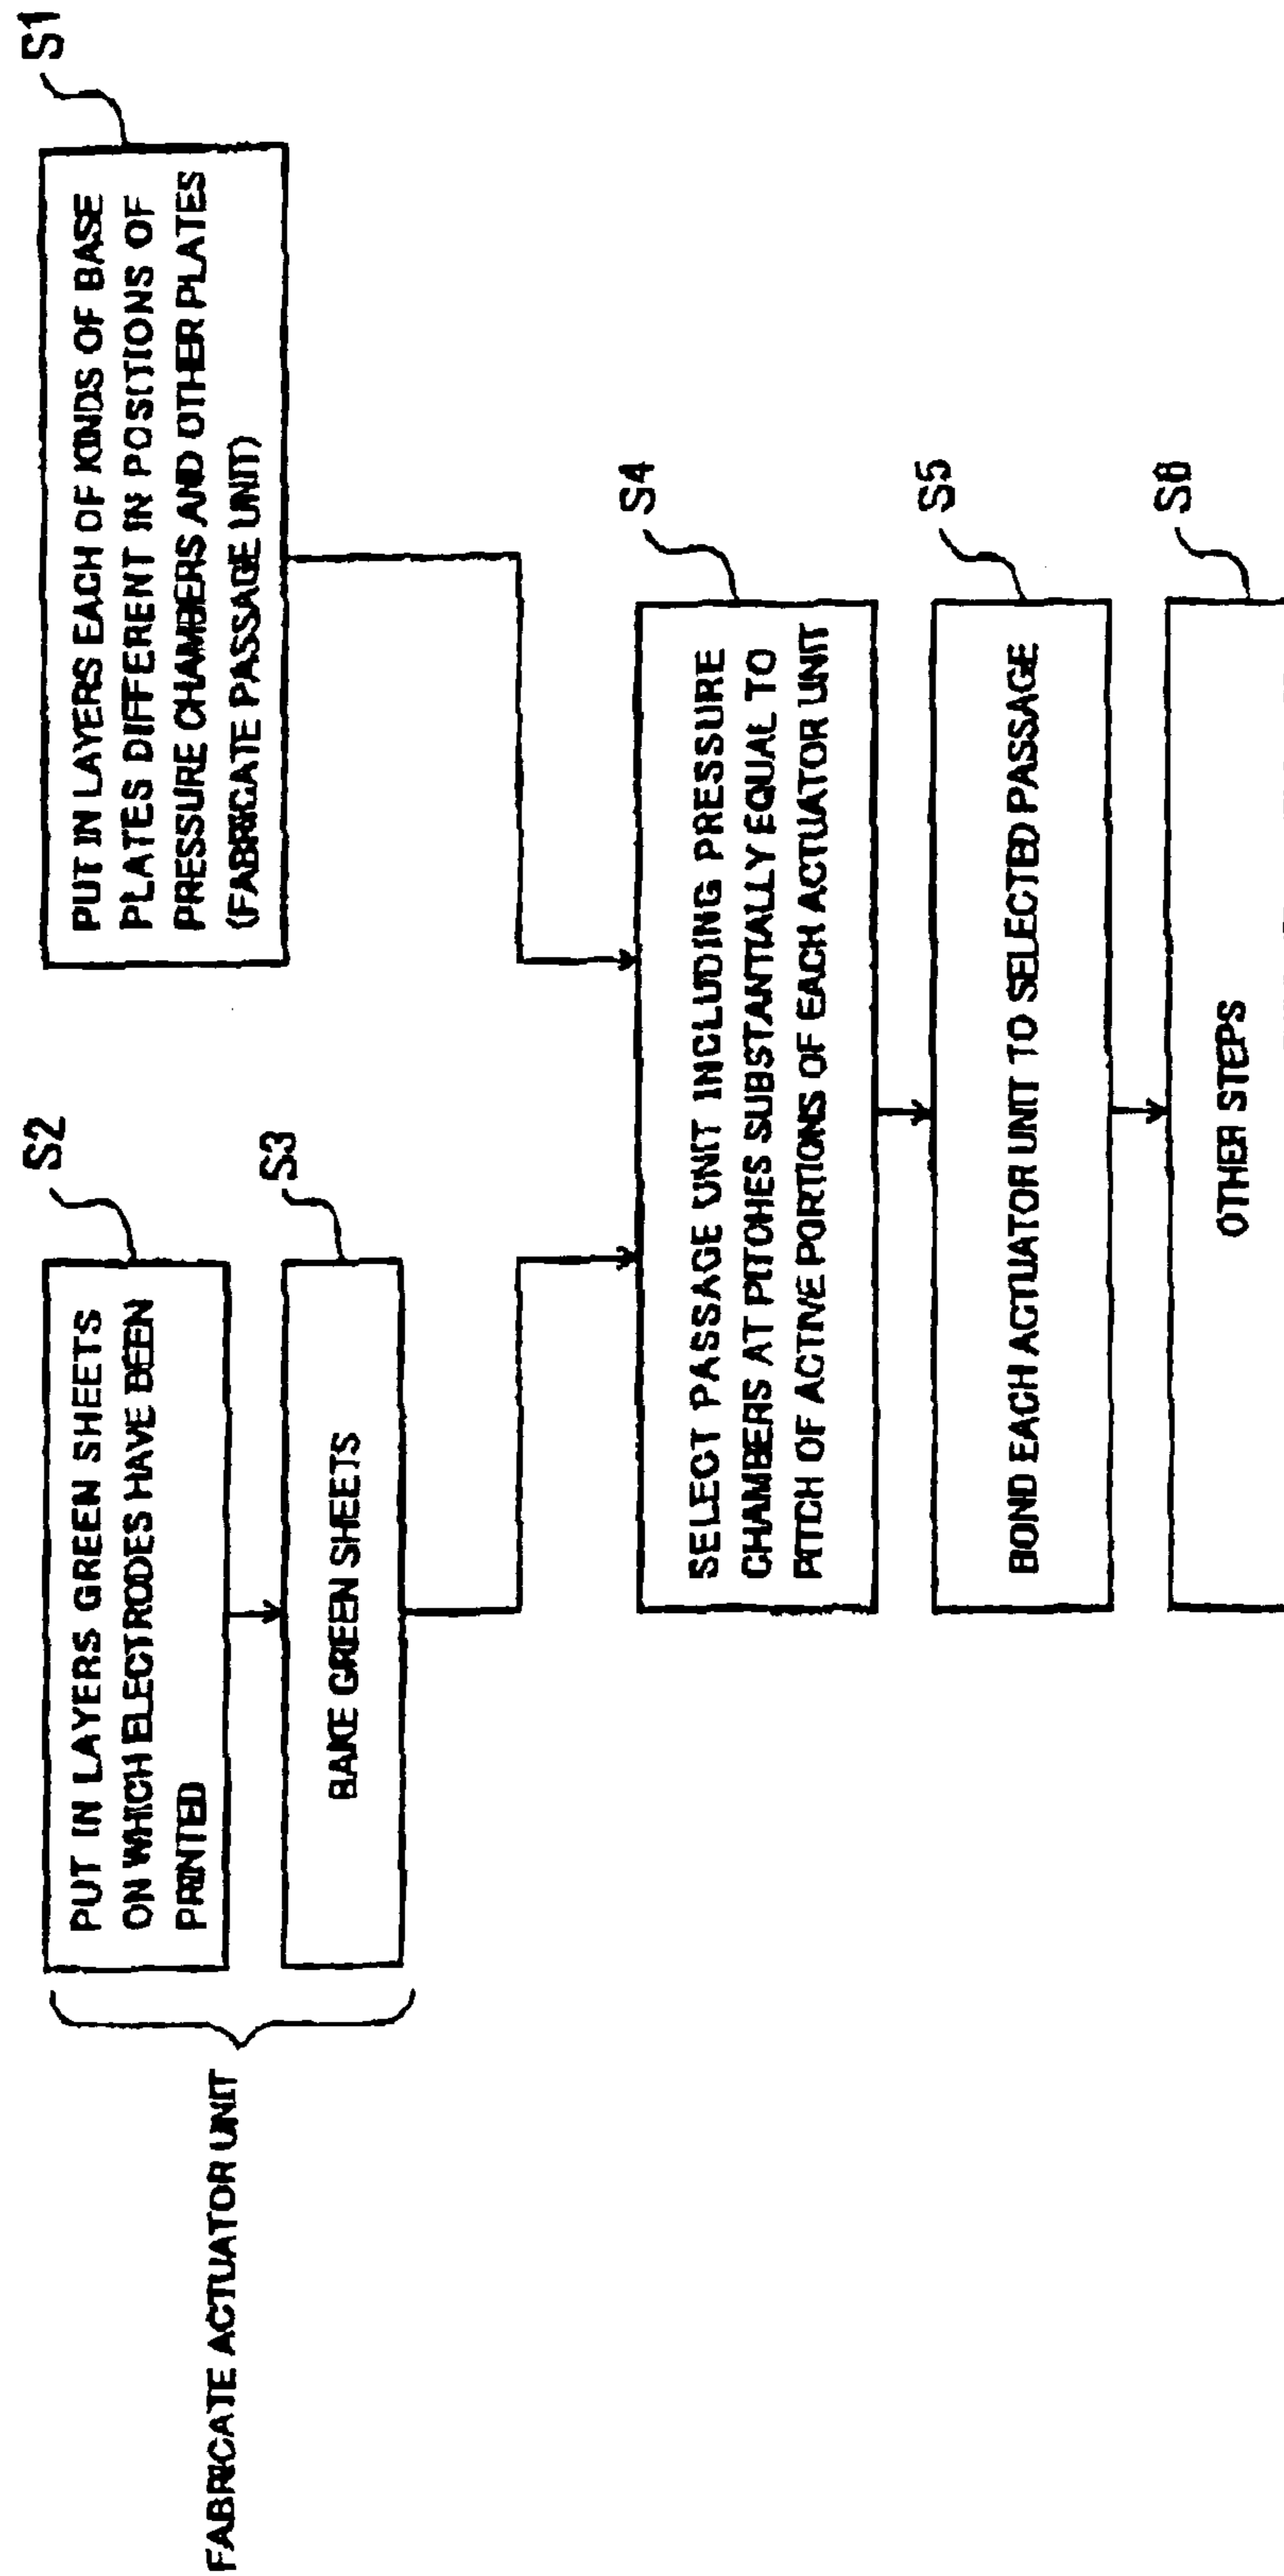 S1
PUT IN LAYERS EACH OF KINDS OF BASE
PLATES DIFFERENT IN POSITIONS OF
PRESSURE CHAMBERS AND OTHER PLATES
(FABRICATE PASSAGE UNIT)
S2
PUT IN LAYERS GREEN SHEETS
ON WHICH ELECTRODES HAVE BEEN
PRINTED
S3
BAKE GREEN SHEETS
FABRICATE ACTUATOR UNIT
S4
SELECT PASSAGE UNIT INCLUDING PRESSURE
CHAMBERS AT PITCHES SUBSTANTIALLY EQUAL TO
PITCH OF ACTIVE PORTIONS OF EACH ACTUATOR UNIT
S5
BOND EACH ACTUATOR UNIT TO SELECTED PASSAGE
S6
OTHER STEPS